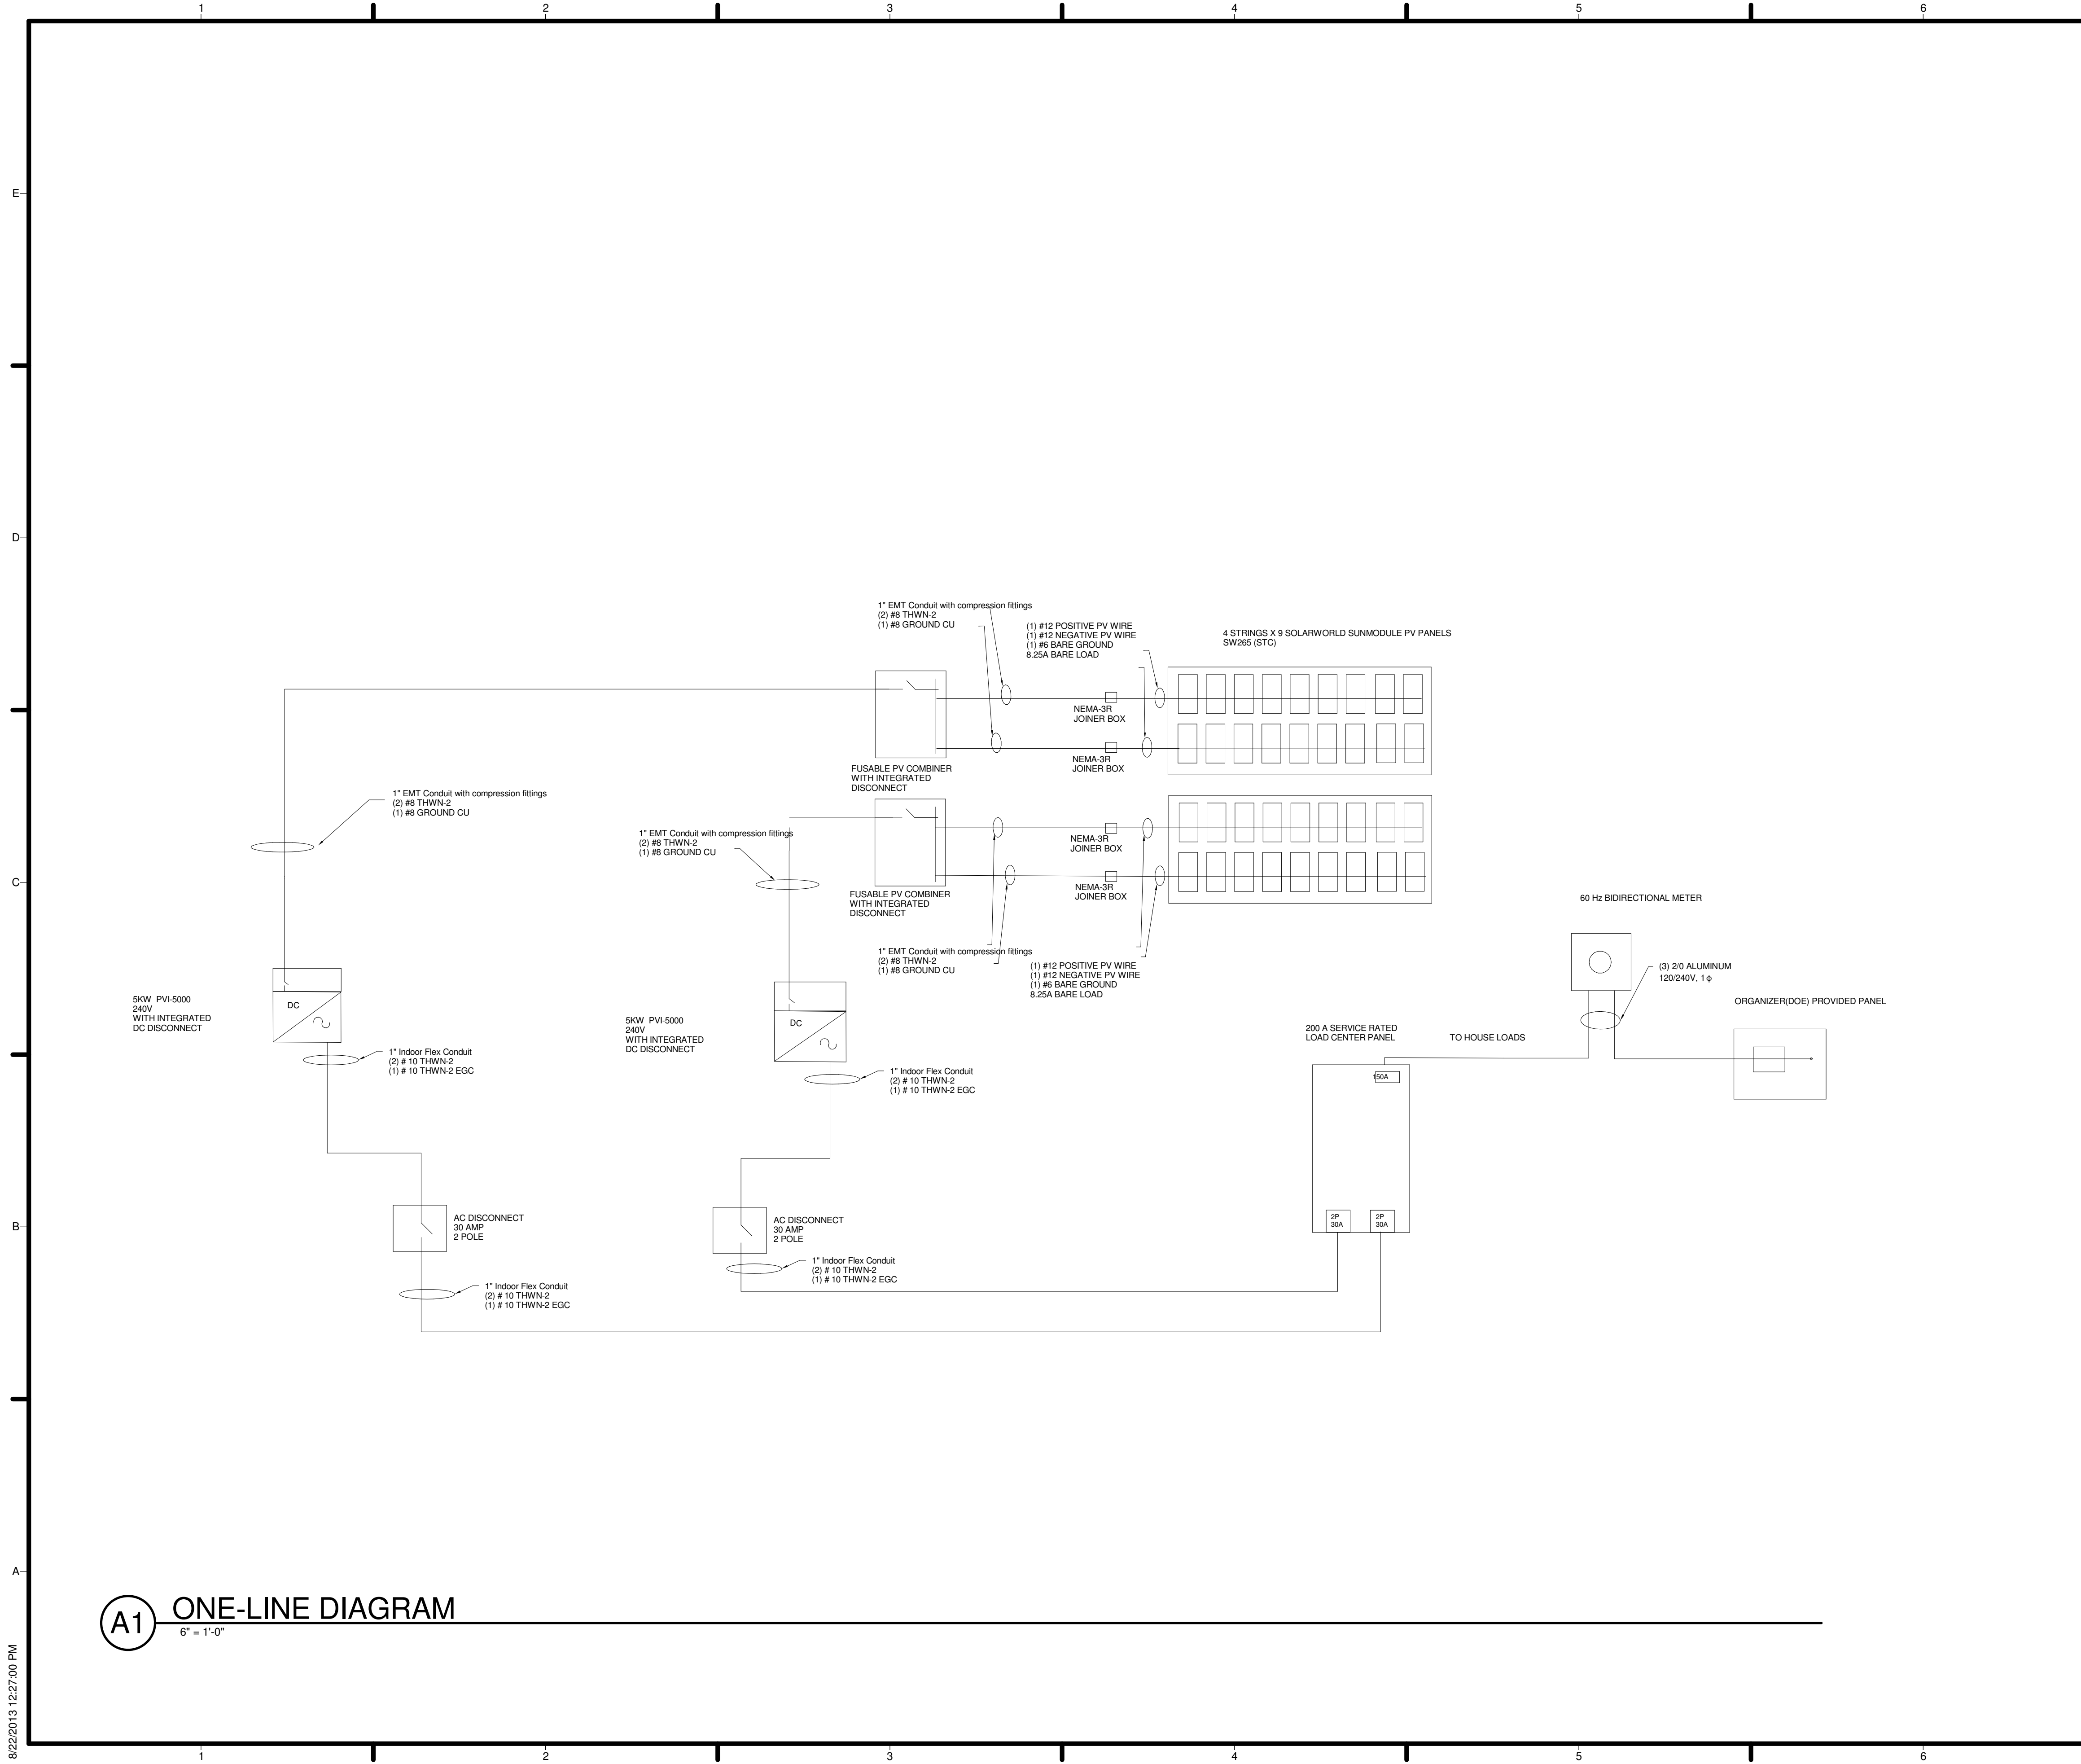 1
2
3
4
5
6
E
D
C
B
A
1" EMT Conduit with compression fittings
(2) #8 THWN-2
(1) #8 GROUND CU
(1) #12 POSITIVE PV WIRE
(1) #12 NEGATIVE PV WIRE
(1) #6 BARE GROUND
8.25A BARE LOAD
4 STRINGS X 9 SOLARWORLD SUNMODULE PV PANELS
SW265 (STC)
NEMA-3R
JOINER BOX
NEMA-3R
JOINER BOX
FUSABLE PV COMBINER
WITH INTEGRATED
DISCONNECT
1" EMT Conduit with compression fittings
(2) #8 THWN-2
(1) #8 GROUND CU
1" EMT Conduit with compression fittings
(2) #8 THWN-2
(1) #8 GROUND CU
NEMA-3R
JOINER BOX
NEMA-3R
JOINER BOX
FUSABLE PV COMBINER
WITH INTEGRATED
DISCONNECT
1" EMT Conduit with compression fittings
(2) #8 THWN-2
(1) #8 GROUND CU
(1) #12 POSITIVE PV WIRE
(1) #12 NEGATIVE PV WIRE
(1) #6 BARE GROUND
8.25A BARE LOAD
60 Hz BIDIRECTIONAL METER
(3) 2/0 ALUMINUM
120/240V, 1ϕ
ORGANIZER(DOE) PROVIDED PANEL
5KW PVI-5000
240V
WITH INTEGRATED
DC DISCONNECT
DC
5KW PVI-5000
240V
WITH INTEGRATED
DC DISCONNECT
DC
200 A SERVICE RATED
LOAD CENTER PANEL
TO HOUSE LOADS
150A
1" Indoor Flex Conduit
(2) # 10 THWN-2
(1) # 10 THWN-2 EGC
1" Indoor Flex Conduit
(2) # 10 THWN-2
(1) # 10 THWN-2 EGC
AC DISCONNECT
30 AMP
2 POLE
AC DISCONNECT
30 AMP
2 POLE
2P
30A
2P
30A
1" Indoor Flex Conduit
(2) # 10 THWN-2
(1) # 10 THWN-2 EGC
1" Indoor Flex Conduit
(2) # 10 THWN-2
(1) # 10 THWN-2 EGC
A1
ONE-LINE DIAGRAM
6" = 1'-0"
8/22/2013 12:27:00 PM
1
2
3
4
5
6